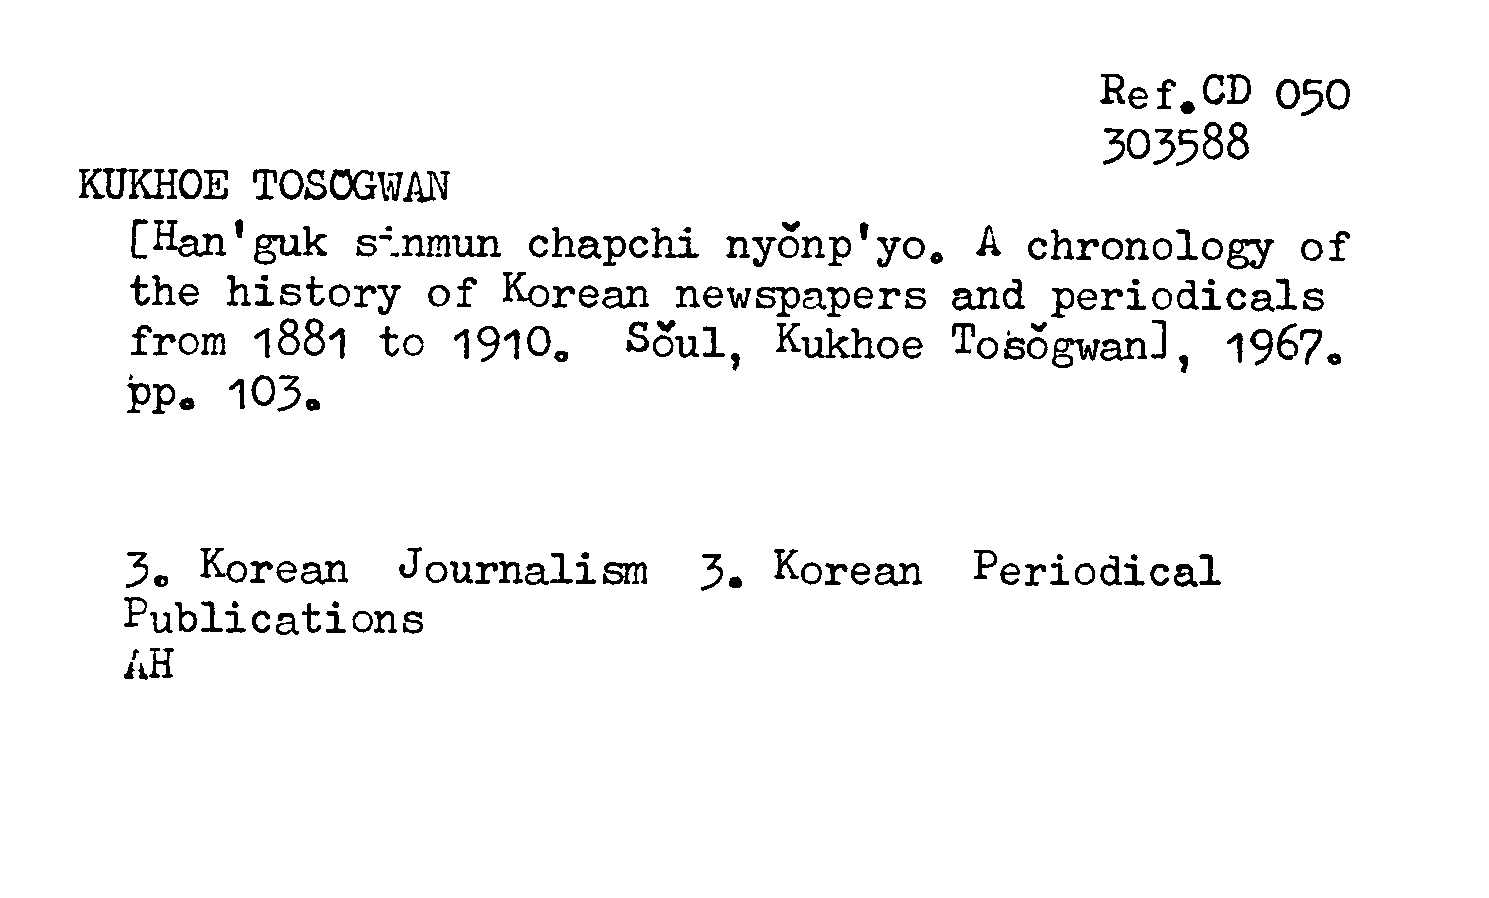 Ref.CD 050
303588
KUKHOE TOSŎGWAN
[Han'guk sinmun chapchi nyŏnp'yo. A chronology of
the history of Korean newspapers and periodicals
from 1881 to 1910. Sŏul, Kukhoe Tosŏgwan], 1967.
pp. 103.
3. Korean Journalism 3. Korean Periodical
Publications
AH